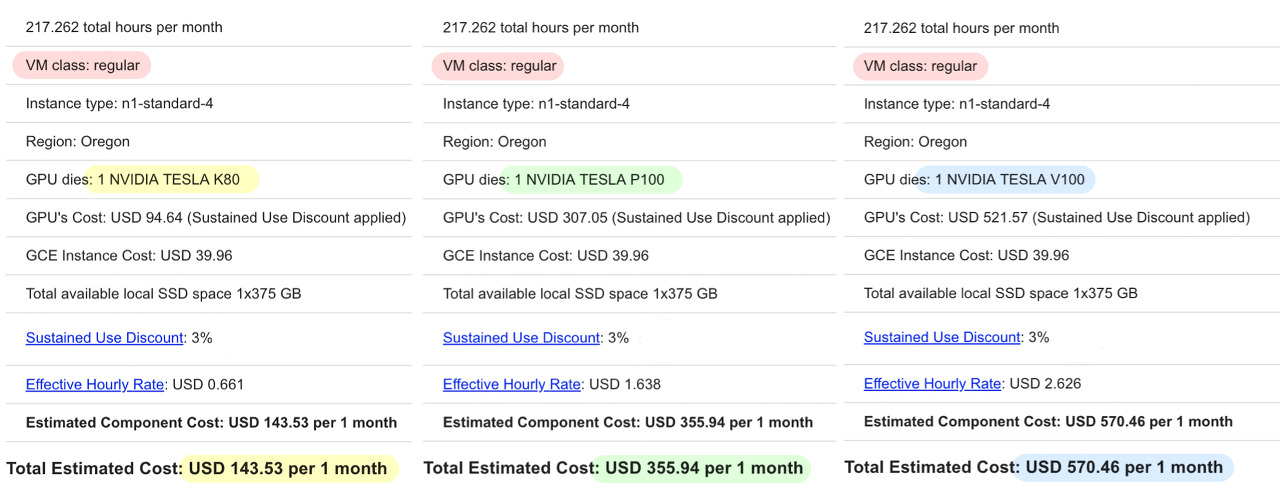 217.262 total hours per month
VM class: regular
Instance type: n1-standard-4
Region: Oregon
GPU dies: 1 NVIDIA TESLA K80
GPU's Cost: USD 94.64 (Sustained Use Discount applied)
GCE Instance Cost: USD 39.96
Total available local SSD space 1x375 GB
Sustained Use Discount: 3%
Effective Hourly Rate: USD 0.661
Estimated Component Cost: USD 143.53 per 1 month
Total Estimated Cost: USD 143.53 per 1 month
217.262 total hours per month
VM class: regular
Instance type: n1-standard-4
Region: Oregon
GPU dies: 1 NVIDIA TESLA P100
GPU's Cost: USD 307.05 (Sustained Use Discount applied)
GCE Instance Cost: USD 39.96
Total available local SSD space 1x375 GB
Sustained Use Discount: 3%
Effective Hourly Rate: USD 1.638
Estimated Component Cost: USD 355.94 per 1 month
Total Estimated Cost: USD 355.94 per 1 month
217.262 total hours per month
VM class: regular
Instance type: n1-standard-4
Region: Oregon
GPU dies: 1 NVIDIA TESLA V100
GPU's Cost: USD 521.57 (Sustained Use Discount applied)
GCE Instance Cost: USD 39.96
Total available local SSD space 1x375 GB
Sustained Use Discount: 3%
Effective Hourly Rate: USD 2.626
Estimated Component Cost: USD 570.46 per 1 month
Total Estimated Cost: USD 570.46 per 1 month